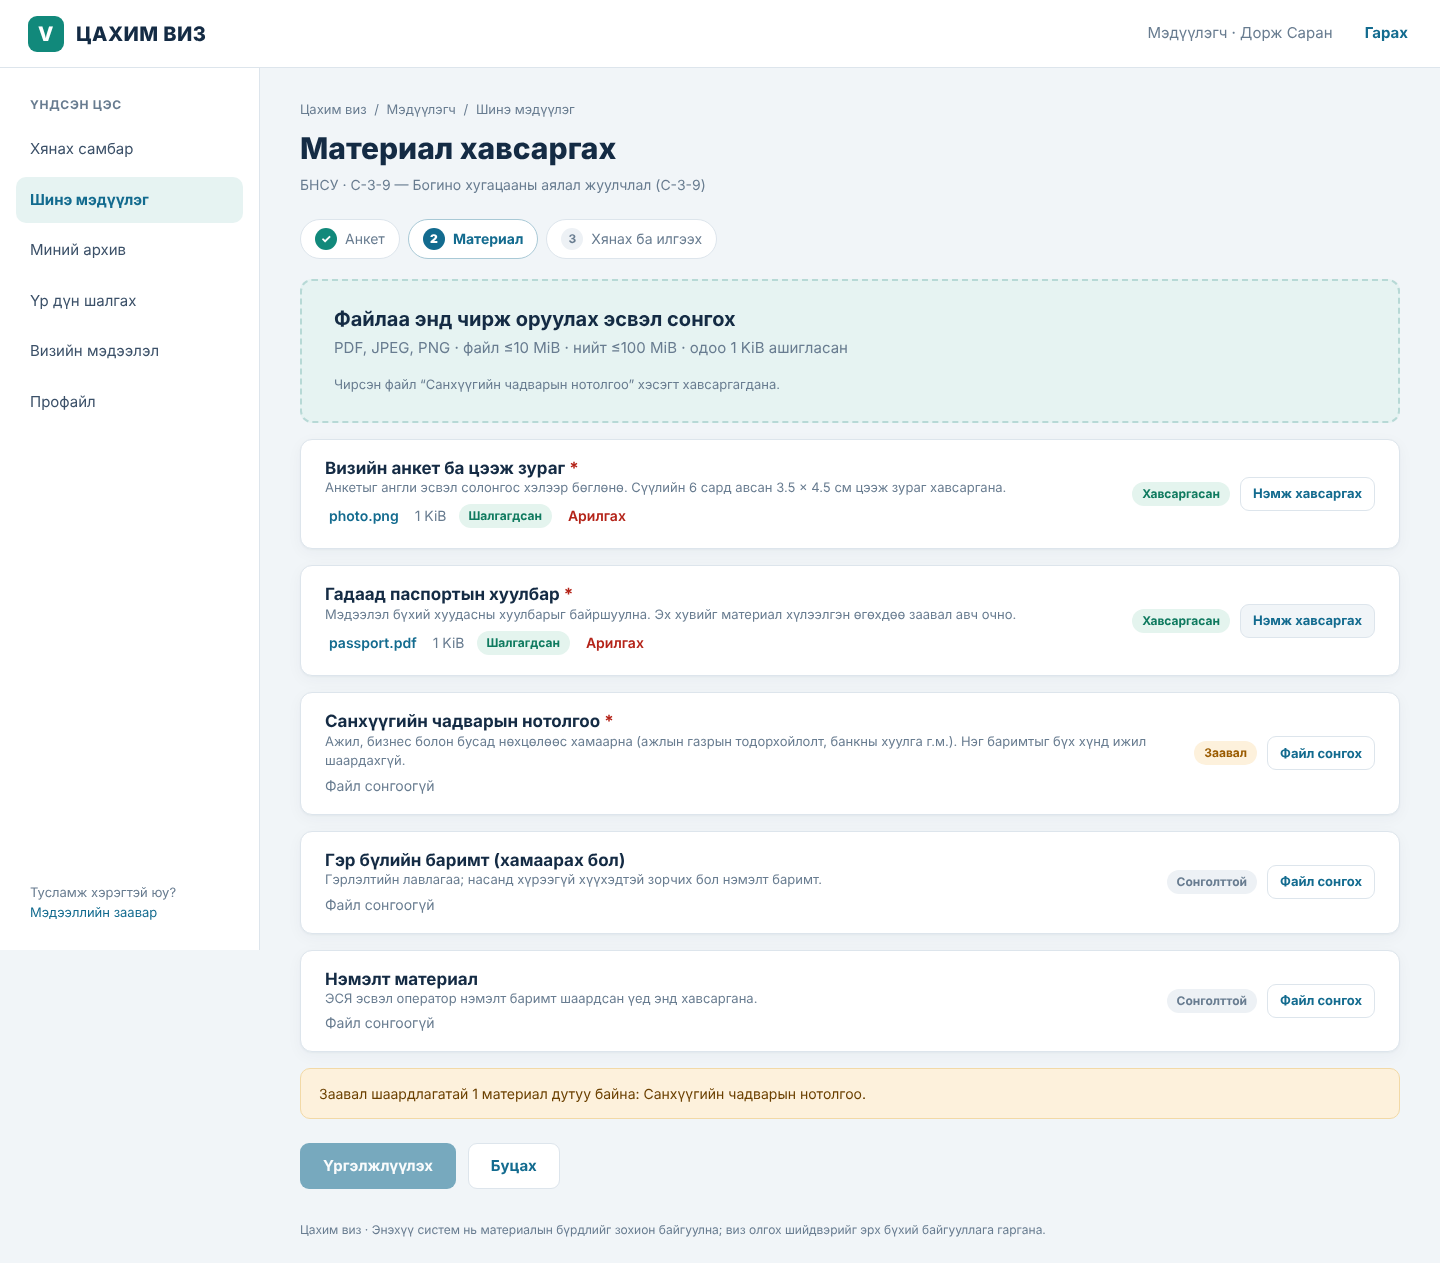 V ЦАХИМ ВИЗ
Мэдүүлэгч · Дорж Саран Гарах
ҮНДСЭН ЦЭС
Хянах самбар
Шинэ мэдүүлэг
Миний архив
Үр дүн шалгах
Визийн мэдээлэл
Профайл
Тусламж хэрэгтэй юу?
Мэдээллийн заавар
Цахим виз / Мэдүүлэгч / Шинэ мэдүүлэг
Материал хавсаргах
БНСУ · C-3-9 — Богино хугацааны аялал жуулчлал (C-3-9)
✓ Анкет 2 Материал 3 Хянах ба илгээх
Файлаа энд чирж оруулах эсвэл сонгох
PDF, JPEG, PNG · файл ≤10 MiB · нийт ≤100 MiB · одоо 1 KiB ашигласан
Чирсэн файл “Санхүүгийн чадварын нотолгоо” хэсэгт хавсаргагдана.
Визийн анкет ба цээж зураг *
Анкетыг англи эсвэл солонгос хэлээр бөглөнө. Сүүлийн 6 сард авсан 3.5 × 4.5 см цээж зураг хавсаргана.
photo.png 1 KiB Шалгагдсан Арилгах
Хавсаргасан Нэмж хавсаргах
Гадаад паспортын хуулбар *
Мэдээлэл бүхий хуудасны хуулбарыг байршуулна. Эх хувийг материал хүлээлгэн өгөхдөө заавал авч очно.
passport.pdf 1 KiB Шалгагдсан Арилгах
Хавсаргасан Нэмж хавсаргах
Санхүүгийн чадварын нотолгоо *
Ажил, бизнес болон бусад нөхцөлөөс хамаарна (ажлын газрын тодорхойлолт, банкны хуулга г.м.). Нэг баримтыг бүх хүнд ижил
шаардахгүй.
Файл сонгоогүй
Заавал Файл сонгох
Гэр бүлийн баримт (хамаарах бол)
Гэрлэлтийн лавлагаа; насанд хүрээгүй хүүхэдтэй зорчих бол нэмэлт баримт.
Файл сонгоогүй
Сонголттой Файл сонгох
Нэмэлт материал
ЭСЯ эсвэл оператор нэмэлт баримт шаардсан үед энд хавсаргана.
Файл сонгоогүй
Сонголттой Файл сонгох
Заавал шаардлагатай 1 материал дутуу байна: Санхүүгийн чадварын нотолгоо.
Үргэлжлүүлэх Буцах
Цахим виз · Энэхүү систем нь материалын бүрдлийг зохион байгуулна; виз олгох шийдвэрийг эрх бүхий байгууллага гаргана.